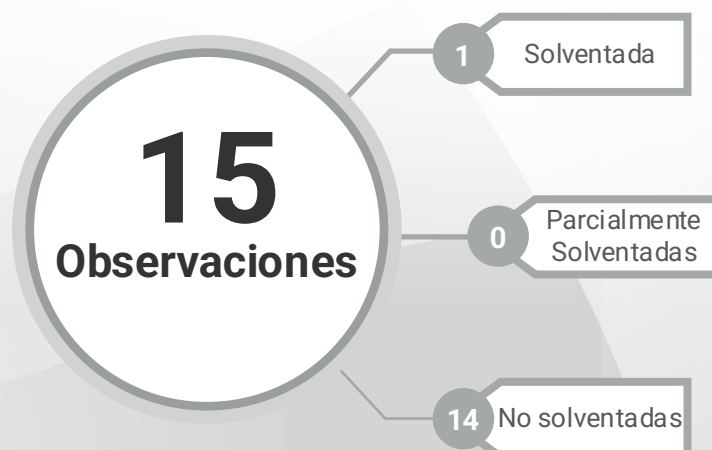 15
Observaciones
1
Solventada
0
Parcialmente
Solventadas
14
No solventadas